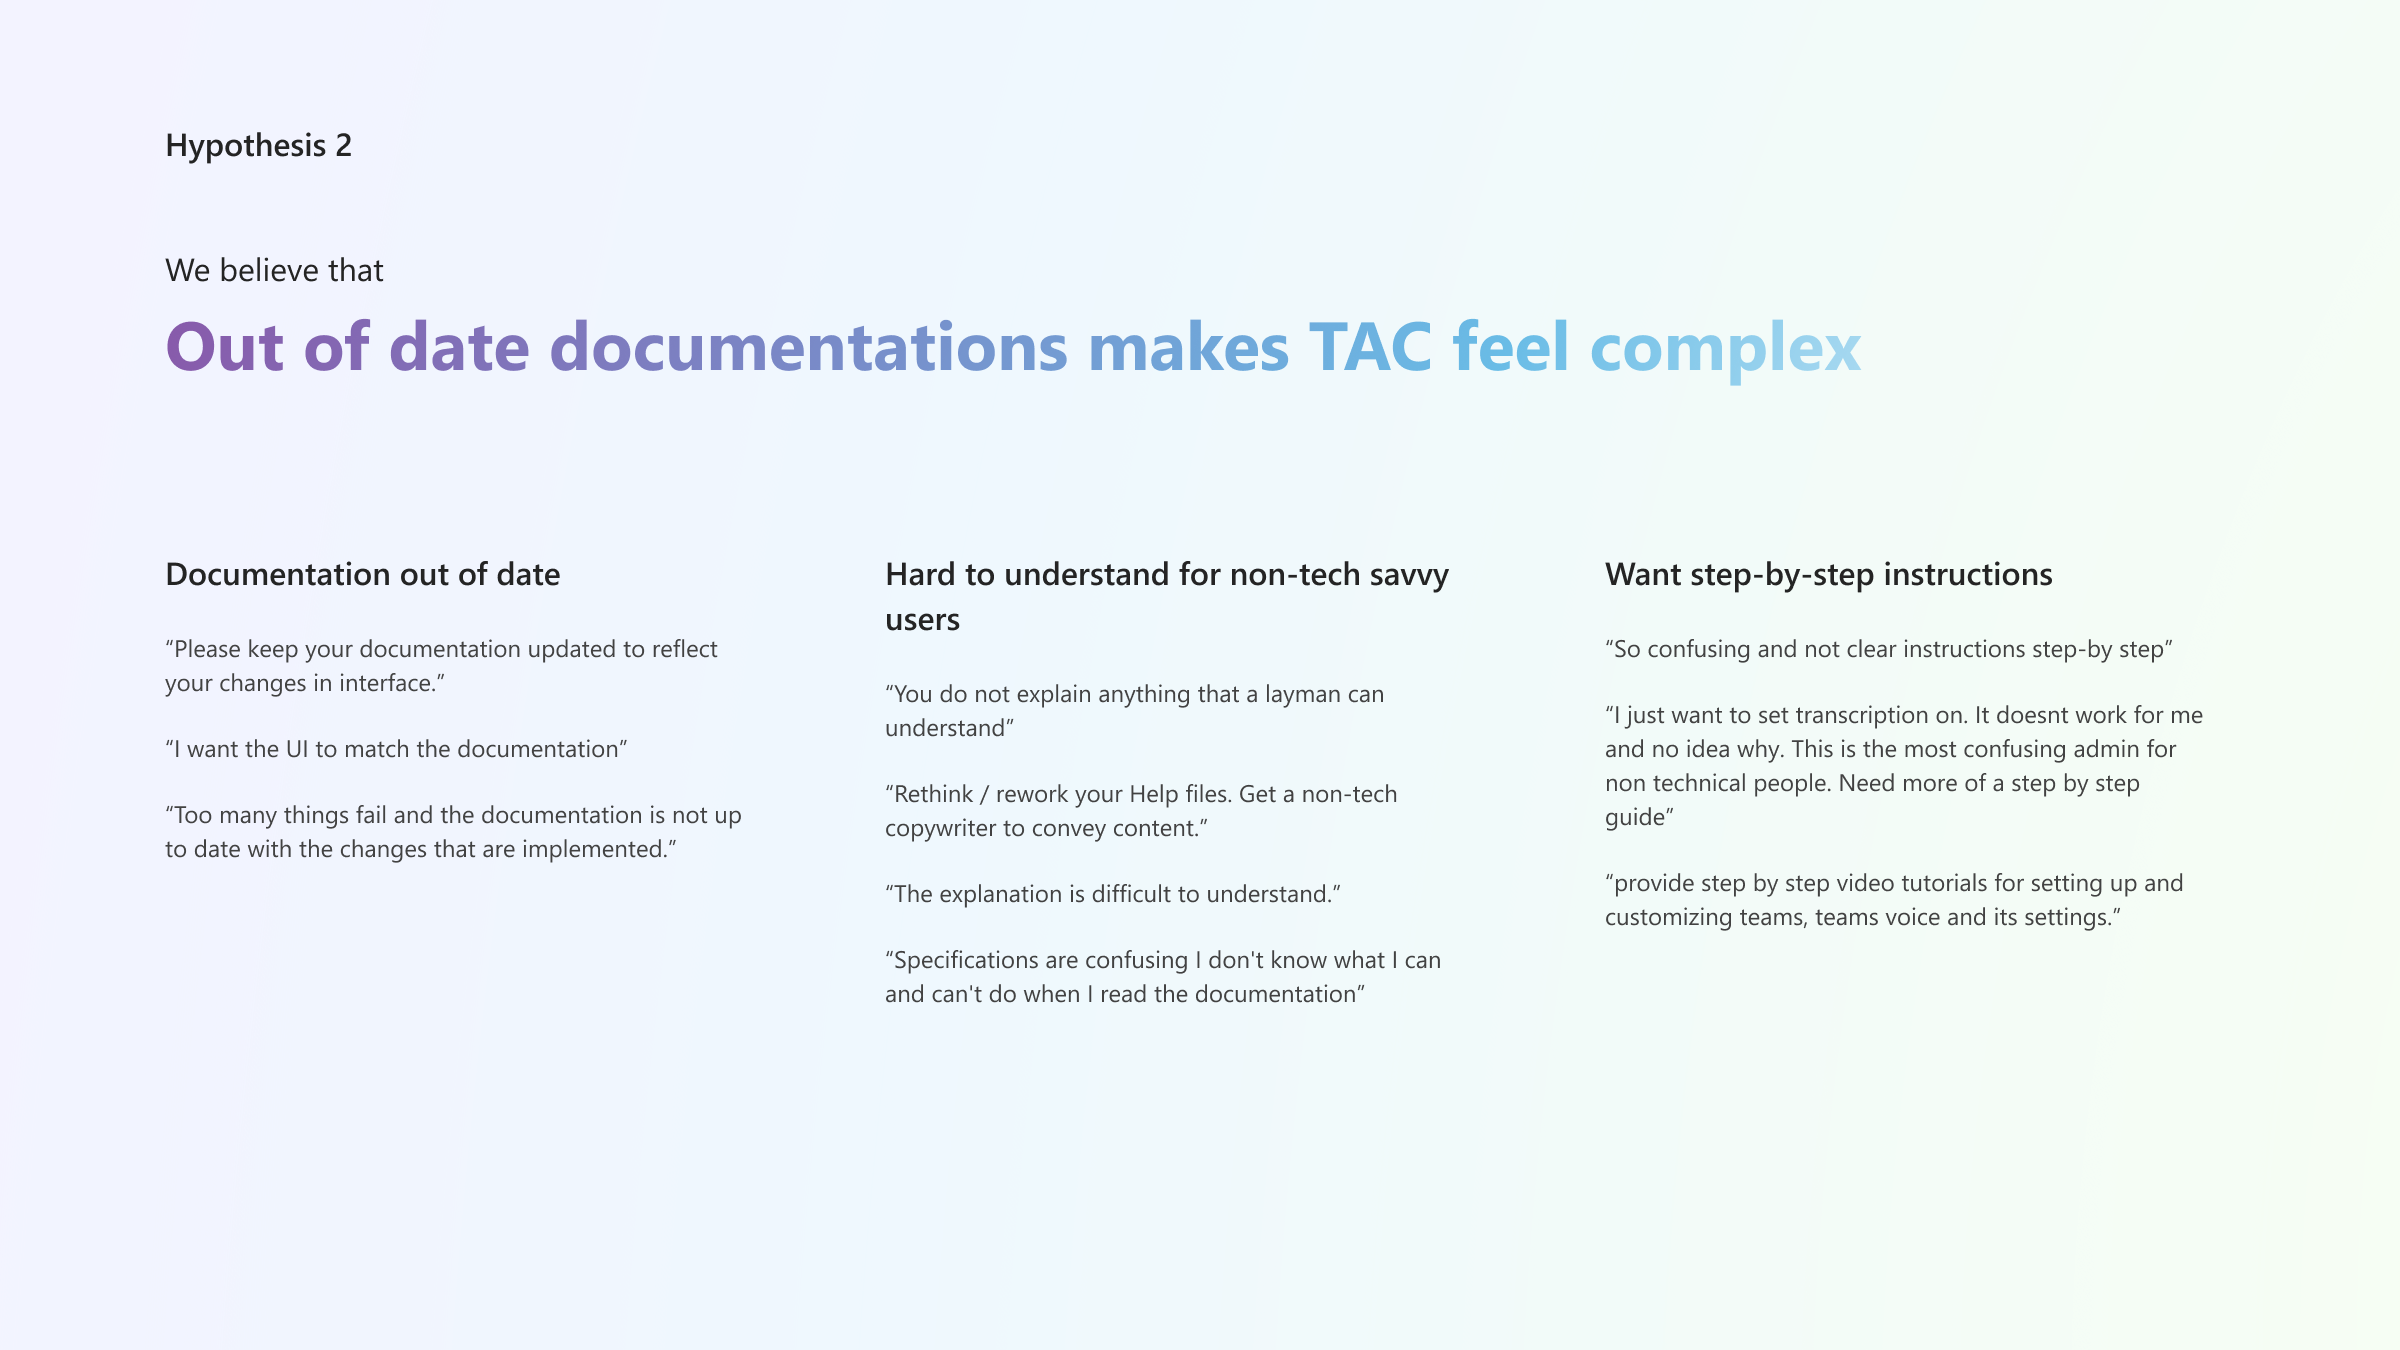 Hypothesis 2
We believe that
Out of date documentations makes TAC feel complex
Documentation out of date
“Please keep your documentation updated to reflect
your changes in interface.”
“I want the UI to match the documentation”
“Too many things fail and the documentation is not up
to date with the changes that are implemented.”
Hard to understand for non-tech savvy
users
“You do not explain anything that a layman can
understand”
“Rethink / rework your Help files. Get a non-tech
copywriter to convey content.”
“The explanation is difficult to understand.”
“Specifications are confusing I don't know what I can
and can't do when I read the documentation”
Want step-by-step instructions
“So confusing and not clear instructions step-by step”
“I just want to set transcription on. It doesnt work for me
and no idea why. This is the most confusing admin for
non technical people. Need more of a step by step
guide”
“provide step by step video tutorials for setting up and
customizing teams, teams voice and its settings.”